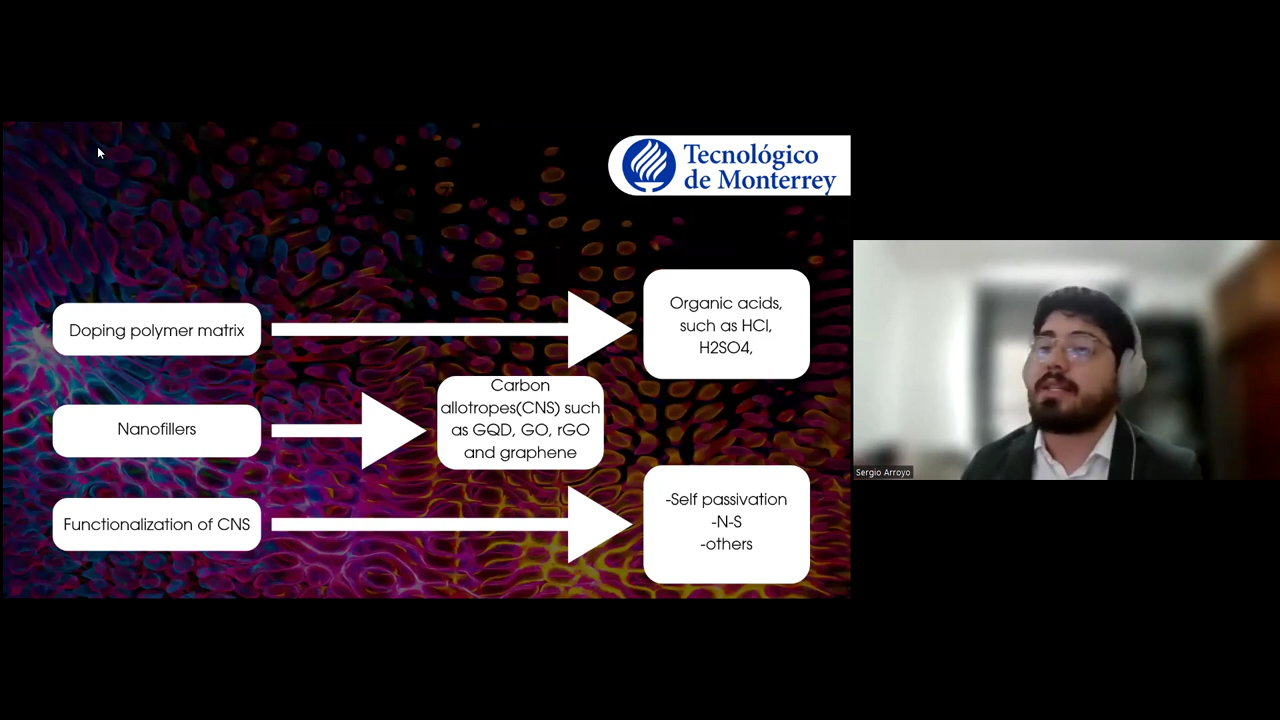 Tecnológico
de Monterrey
Doping polymer matrix
Organic acids,
such as HCl,
H2SO4,
Nanofillers
Carbon
allotropes(CNS) such
as GQD, GO, rGO
and graphene
Functionalization of CNS
-Self passivation
-N-S
-others
Sergio Arroyo